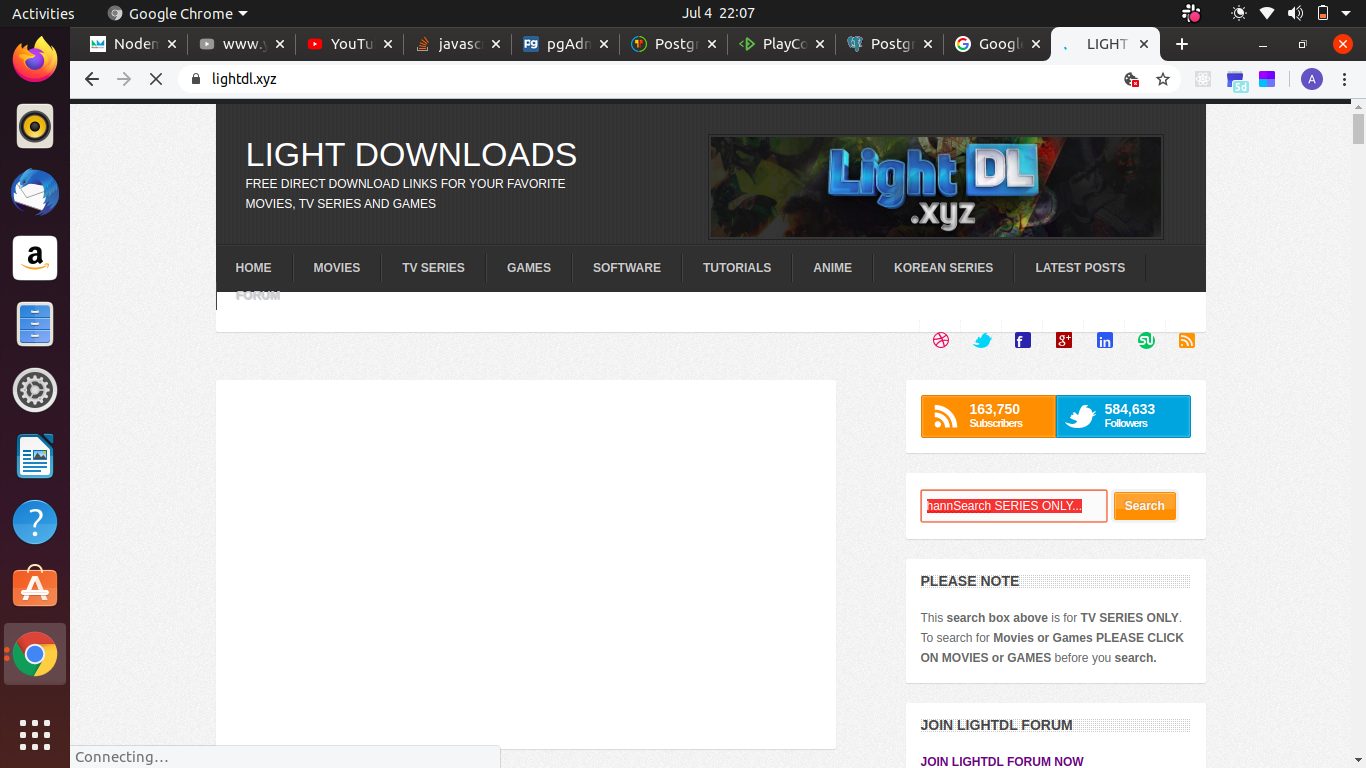 Activities
Google Chrome
Jul 4 22:07
Nodem
www.y
YouTu
javasc
pgAdn
Postgr
PlayCo
Postgr
Google
LIGHT
lightdl.xyz
5d
A
LIGHT DOWNLOADS
FREE DIRECT DOWNLOAD LINKS FOR YOUR FAVORITE
MOVIES, TV SERIES AND GAMES
Light DL
.xyz
HOME MOVIES TV SERIES GAMES SOFTWARE TUTORIALS ANIME KOREAN SERIES LATEST POSTS
FORUM
163,750
Subscribers
584,633
Followers
hannSearch SERIES ONLY...
Search
PLEASE NOTE
This search box above is for TV SERIES ONLY.
To search for Movies or Games PLEASE CLICK
ON MOVIES or GAMES before you search.
JOIN LIGHTDL FORUM
JOIN LIGHTDL FORUM NOW
Connecting…